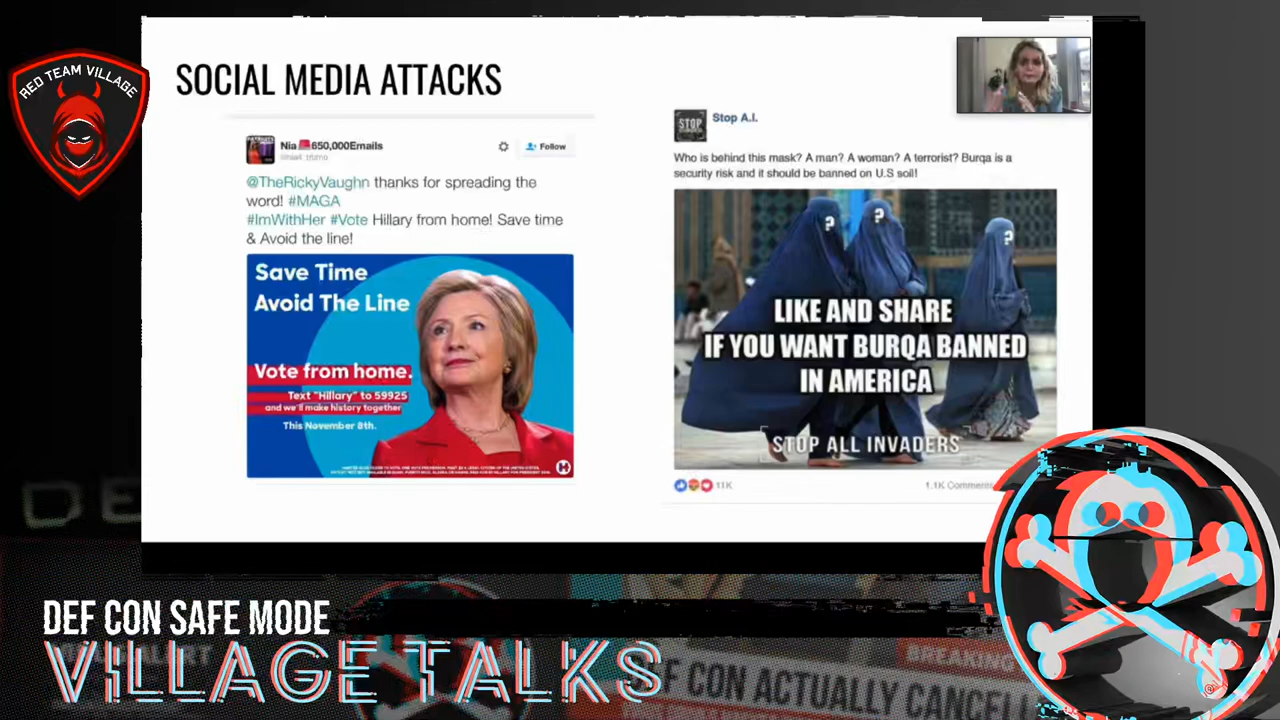 RED TEAM VILLAGE
SOCIAL MEDIA ATTACKS
Nia 650,000Emails
Follow
@TheRickyVaughn thanks for spreading the
word! #MAGA
#ImWithHer #Vote Hillary from home! Save time
& Avoid the line!
Save Time
Avoid The Line
Vote from home.
Text "Hillary" to 59925
and we'll make history together
This November 8th.
STOP
Stop A.I.
Who is behind this mask? A man? A woman? A terrorist? Burqa is a
security risk and it should be banned on U.S soil!
? ? ?
LIKE AND SHARE
IF YOU WANT BURQA BANNED
IN AMERICA
STOP ALL INVADERS
11K
1.1K Comments
DEF CON SAFE MODE
VILLAGE TALKS
BREAKING
DEF CON ACTUALLY CANCELL